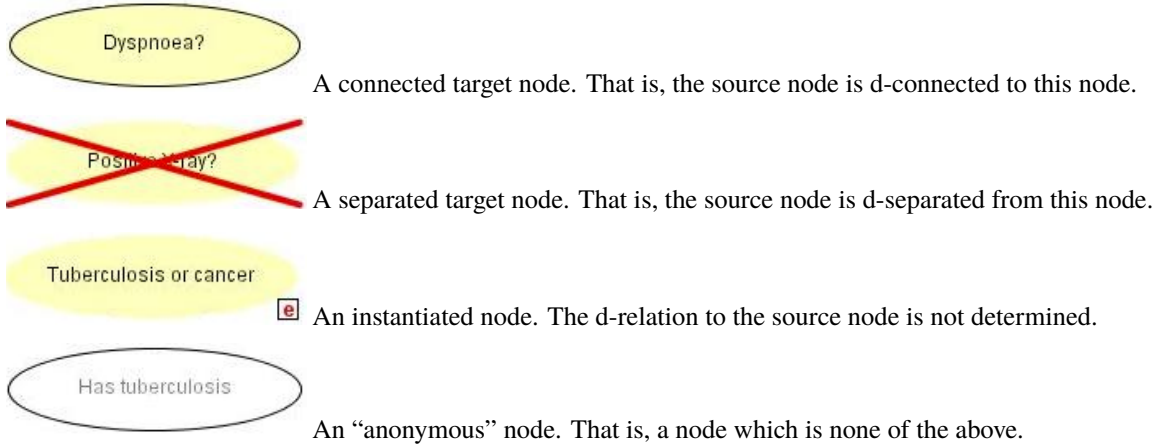 Dyspnoea?
A connected target node. That is, the source node is d-connected to this node.
Positive X-ray?
A separated target node. That is, the source node is d-separated from this node.
Tuberculosis or cancer
e
An instantiated node. The d-relation to the source node is not determined.
Has tuberculosis
An “anonymous” node. That is, a node which is none of the above.